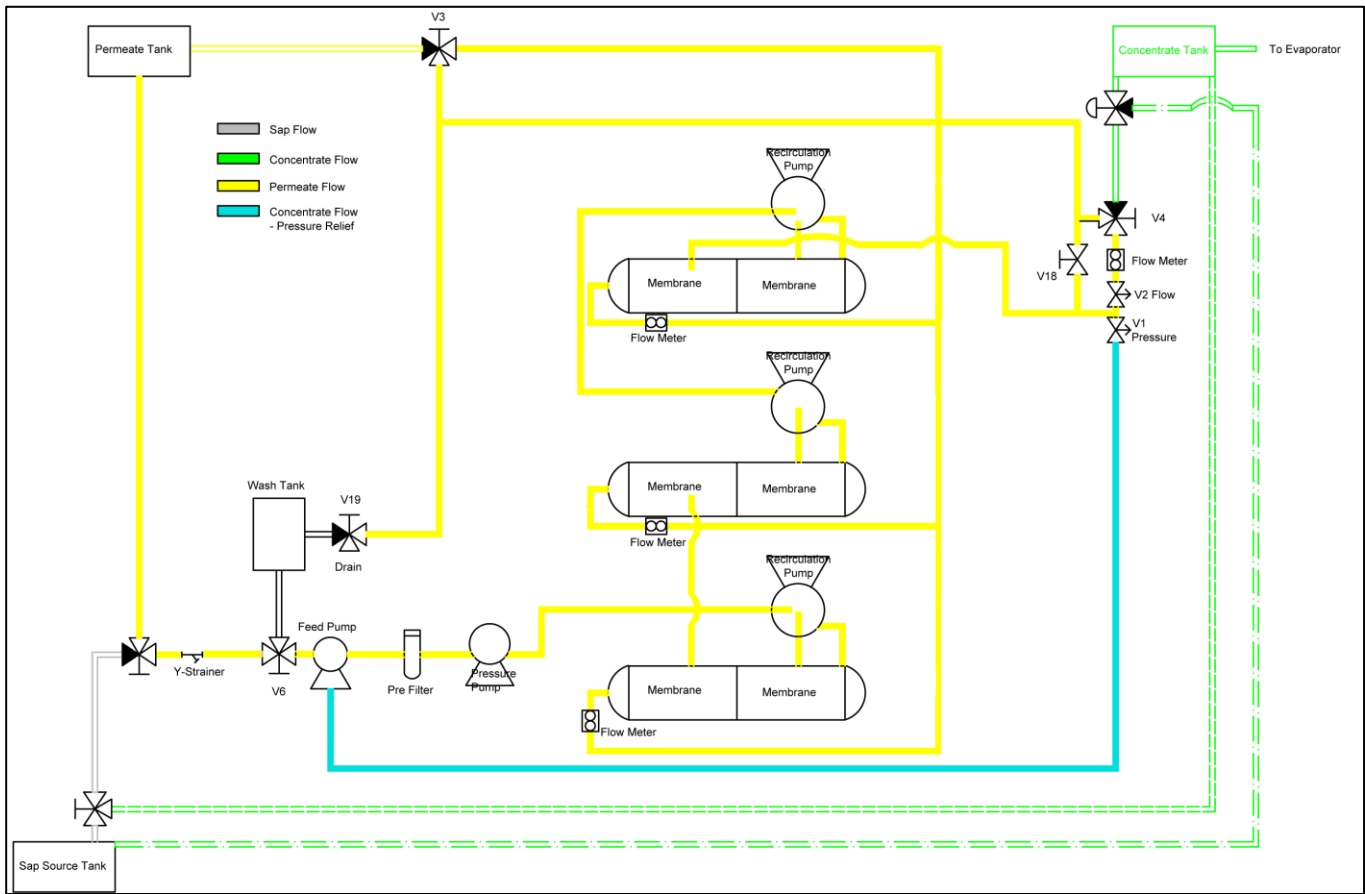 V3
Permeate Tank
Concentrate Tank
To Evaporator
Sap Flow
Concentrate Flow
Permeate Flow
Concentrate Flow
- Pressure Relief
Recirculation
Pump
V4
Membrane
Membrane
Flow Meter
V18
V2 Flow
V1
Pressure
Flow Meter
Recirculation
Pump
Wash Tank
V19
Membrane
Membrane
Flow Meter
Drain
Recirculation
Pump
Feed Pump
Y-Strainer
V6
Pre Filter
Pressure
Pump
Membrane
Membrane
Flow Meter
Sap Source Tank